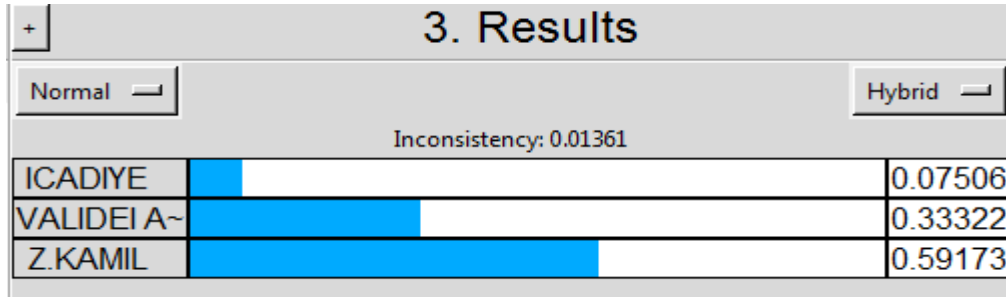 + 3. Results
Normal Hybrid
Inconsistency: 0.01361
ICADIYE 0.07506
VALIDEI A~ 0.33322
Z.KAMIL 0.59173